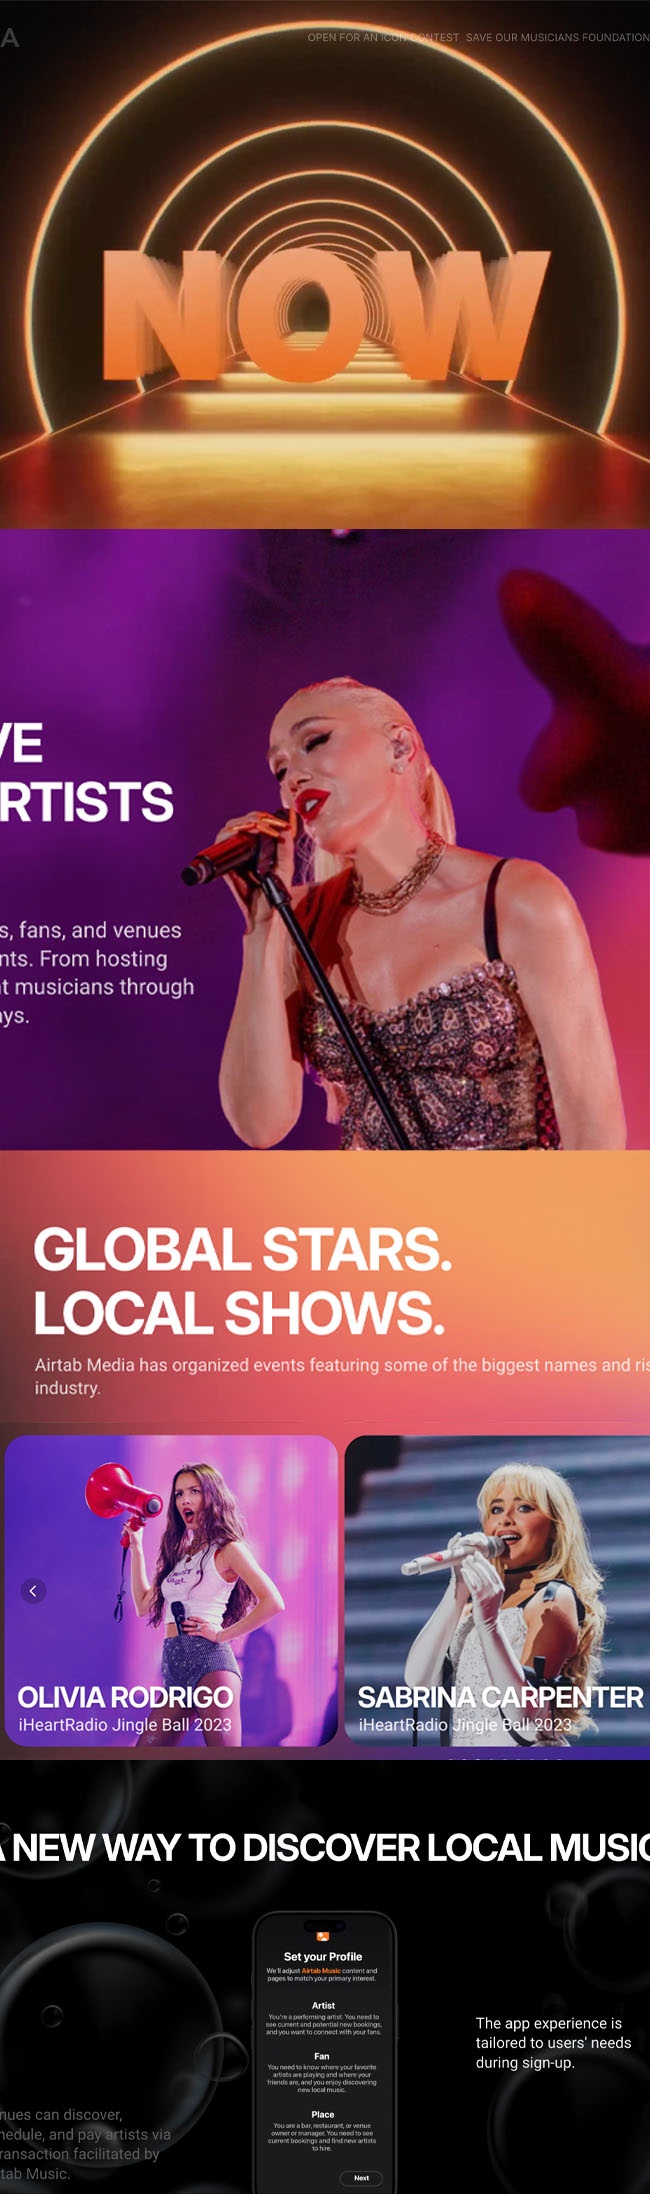 A
OPEN FOR AN ICON CONTEST SAVE OUR MUSICIANS FOUNDATION
NOW
VE
RTISTS
s, fans, and venues
nts. From hosting
t musicians through
ays.
GLOBAL STARS.
LOCAL SHOWS.
Airtab Media has organized events featuring some of the biggest names and ris
industry.
OLIVIA RODRIGO
iHeartRadio Jingle Ball 2023
SABRINA CARPENTER
iHeartRadio Jingle Ball 2023
A NEW WAY TO DISCOVER LOCAL MUSIC
Set your Profile
We'll adjust Airtab Music content and
pages to match your primary interest.
Artist
You're a performing artist. You need to
see current and potential new bookings,
and you want to connect with your fans.
Fan
You need to know where your favorite
artists are playing and where your
friends are, and you enjoy discovering
new local music.
Place
You are a bar, restaurant, or venue
owner or manager. You need to see
current bookings and find new artists
to hire.
Next
The app experience is
tailored to users' needs
during sign-up.
nues can discover,
hedule, and pay artists via
ransaction facilitated by
tab Music.